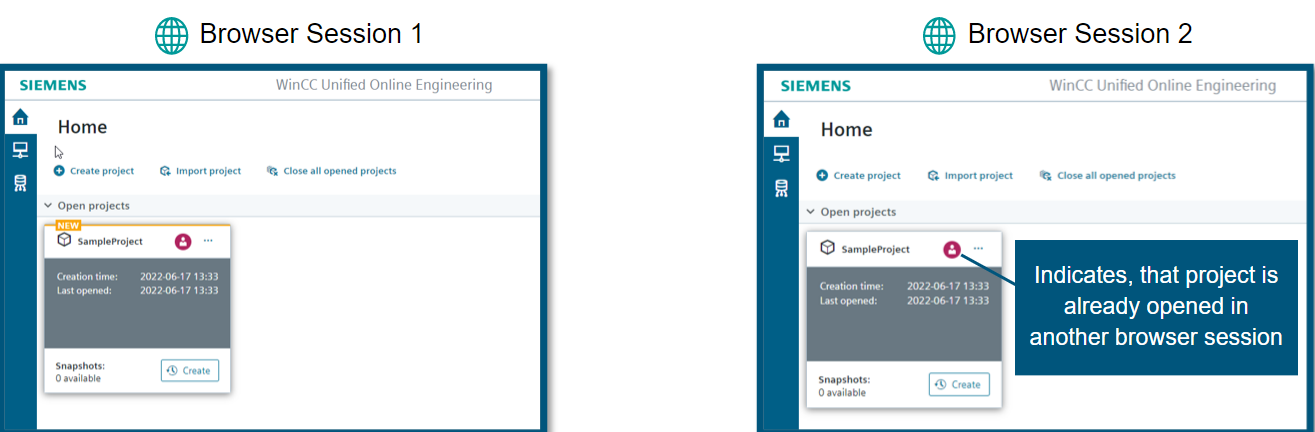 Browser Session 1
SIEMENS
WinCC Unified Online Engineering
Home
Create project
Import project
Close all opened projects
Open projects
NEW
SampleProject
...
Creation time: 2022-06-17 13:33
Last opened: 2022-06-17 13:33
Snapshots:
0 available
Create
Browser Session 2
SIEMENS
WinCC Unified Online Engineering
Home
Create project
Import project
Close all opened projects
Open projects
SampleProject
...
Creation time: 2022-06-17 13:33
Last opened: 2022-06-17 13:33
Snapshots:
0 available
Create
Indicates, that project is
already opened in
another browser session